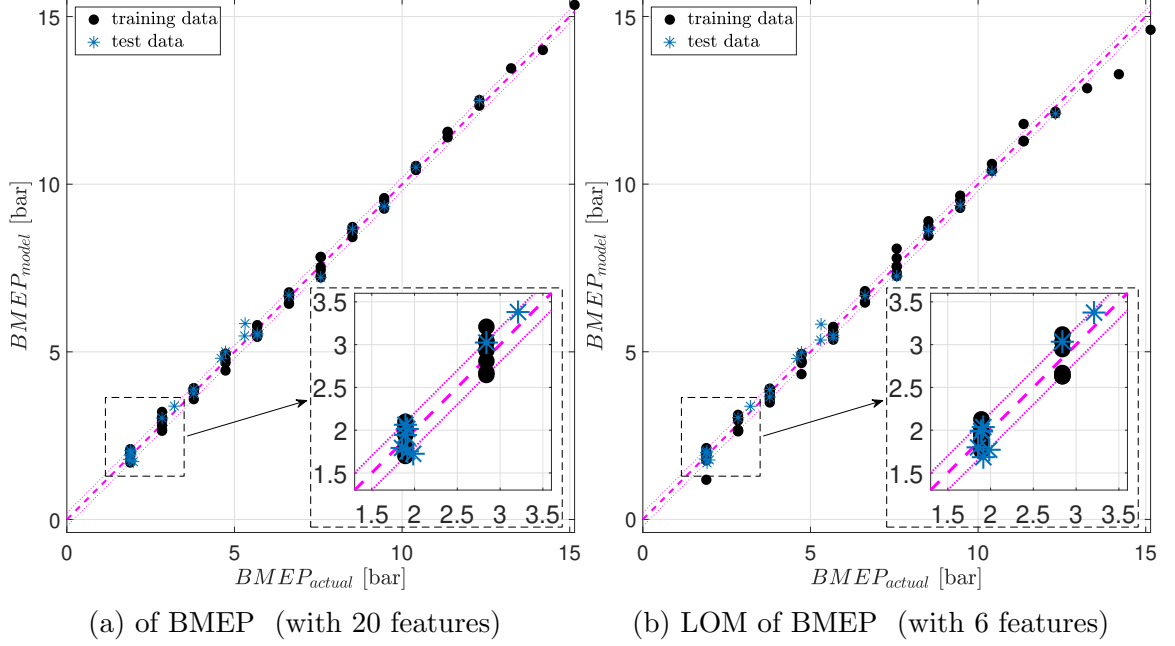 15
10
5
0
training data
test data
BMEP_model [bar]
3.5
3
2.5
2
1.5
1.5 2 2.5 3 3.5
0 5 10 15
BMEP_actual [bar]
(a) of BMEP (with 20 features)
15
10
5
0
training data
test data
BMEP_model [bar]
3.5
3
2.5
2
1.5
1.5 2 2.5 3 3.5
0 5 10 15
BMEP_actual [bar]
(b) LOM of BMEP (with 6 features)